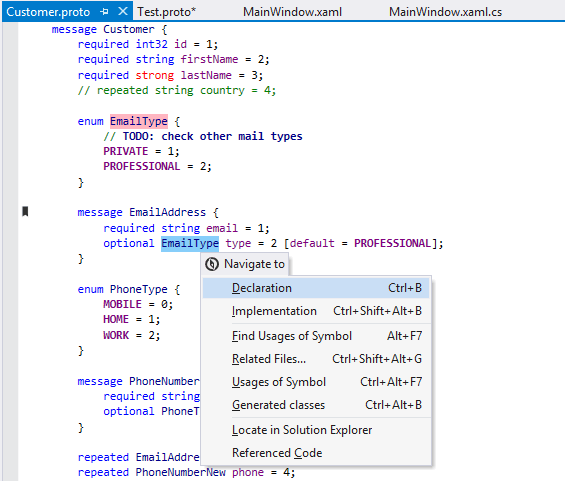 Customer.proto Test.proto* MainWindow.xaml MainWindow.xaml.cs
message Customer {
required int32 id = 1;
required string firstName = 2;
required strong lastName = 3;
// repeated string country = 4;
enum EmailType {
// TODO: check other mail types
PRIVATE = 1;
PROFESSIONAL = 2;
}
message EmailAddress {
required string email = 1;
optional EmailType type = 2 [default = PROFESSIONAL];
}
Navigate to
enum PhoneType {
MOBILE = 0;
HOME = 1;
WORK = 2;
}
message PhoneNumber
required string
optional PhoneT
}
repeated EmailAddre
repeated PhoneNumberNew phone = 4;
Declaration Ctrl+B
Implementation Ctrl+Shift+Alt+B
Find Usages of Symbol Alt+F7
Related Files... Ctrl+Shift+Alt+G
Usages of Symbol Ctrl+Alt+F7
Generated classes Ctrl+Alt+B
Locate in Solution Explorer
Referenced Code